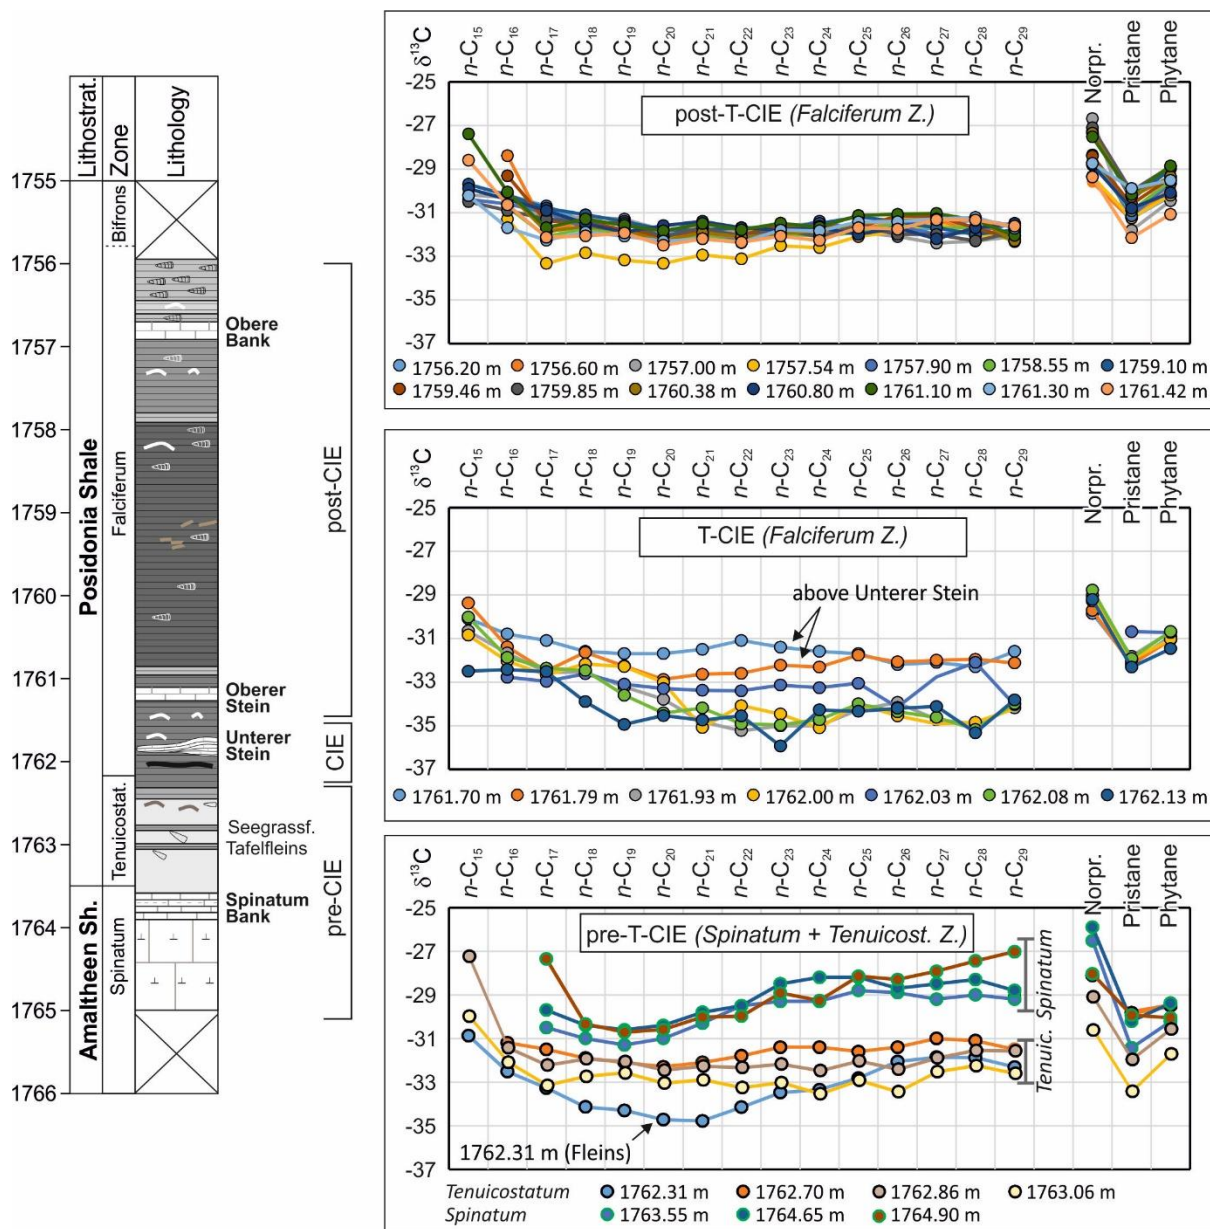 Lithostrat.
Zone
Lithology
1755
1756
1757
1758
1759
1760
1761
1762
1763
1764
1765
1766
Posidonia Shale
Amaltheen Sh.
Bifrons
Falciferum
Tenuicostat.
Spinatum
Obere
Bank
Oberer
Stein
Unterer
Stein
Seegrassf.
Tafelfleins
Spinatum
Bank
post-CIE
CIE
pre-CIE
δ¹³C n-C₁₅ n-C₁₆ n-C₁₇ n-C₁₈ n-C₁₉ n-C₂₀ n-C₂₁ n-C₂₂ n-C₂₃ n-C₂₄ n-C₂₅ n-C₂₆ n-C₂₇ n-C₂₈ n-C₂₉ Norpr. Pristane Phytane
-25
-27
-29
-31
-33
-35
-37
post-T-CIE (Falciferum Z.)
1756.20 m 1756.60 m 1757.00 m 1757.54 m 1757.90 m 1758.55 m 1759.10 m
1759.46 m 1759.85 m 1760.38 m 1760.80 m 1761.10 m 1761.30 m 1761.42 m
δ¹³C n-C₁₅ n-C₁₆ n-C₁₇ n-C₁₈ n-C₁₉ n-C₂₀ n-C₂₁ n-C₂₂ n-C₂₃ n-C₂₄ n-C₂₅ n-C₂₆ n-C₂₇ n-C₂₈ n-C₂₉ Norpr. Pristane Phytane
-25
-27
-29
-31
-33
-35
-37
T-CIE (Falciferum Z.)
above Unterer Stein
1761.70 m 1761.79 m 1761.93 m 1762.00 m 1762.03 m 1762.08 m 1762.13 m
δ¹³C n-C₁₅ n-C₁₆ n-C₁₇ n-C₁₈ n-C₁₉ n-C₂₀ n-C₂₁ n-C₂₂ n-C₂₃ n-C₂₄ n-C₂₅ n-C₂₆ n-C₂₇ n-C₂₈ n-C₂₉ Norpr. Pristane Phytane
-25
-27
-29
-31
-33
-35
-37
pre-T-CIE (Spinatum + Tenuicost. Z.)
Spinatum
Tenuic.
1762.31 m (Fleins)
Tenuicostatum 1762.31 m 1762.70 m 1762.86 m 1763.06 m
Spinatum 1763.55 m 1764.65 m 1764.90 m